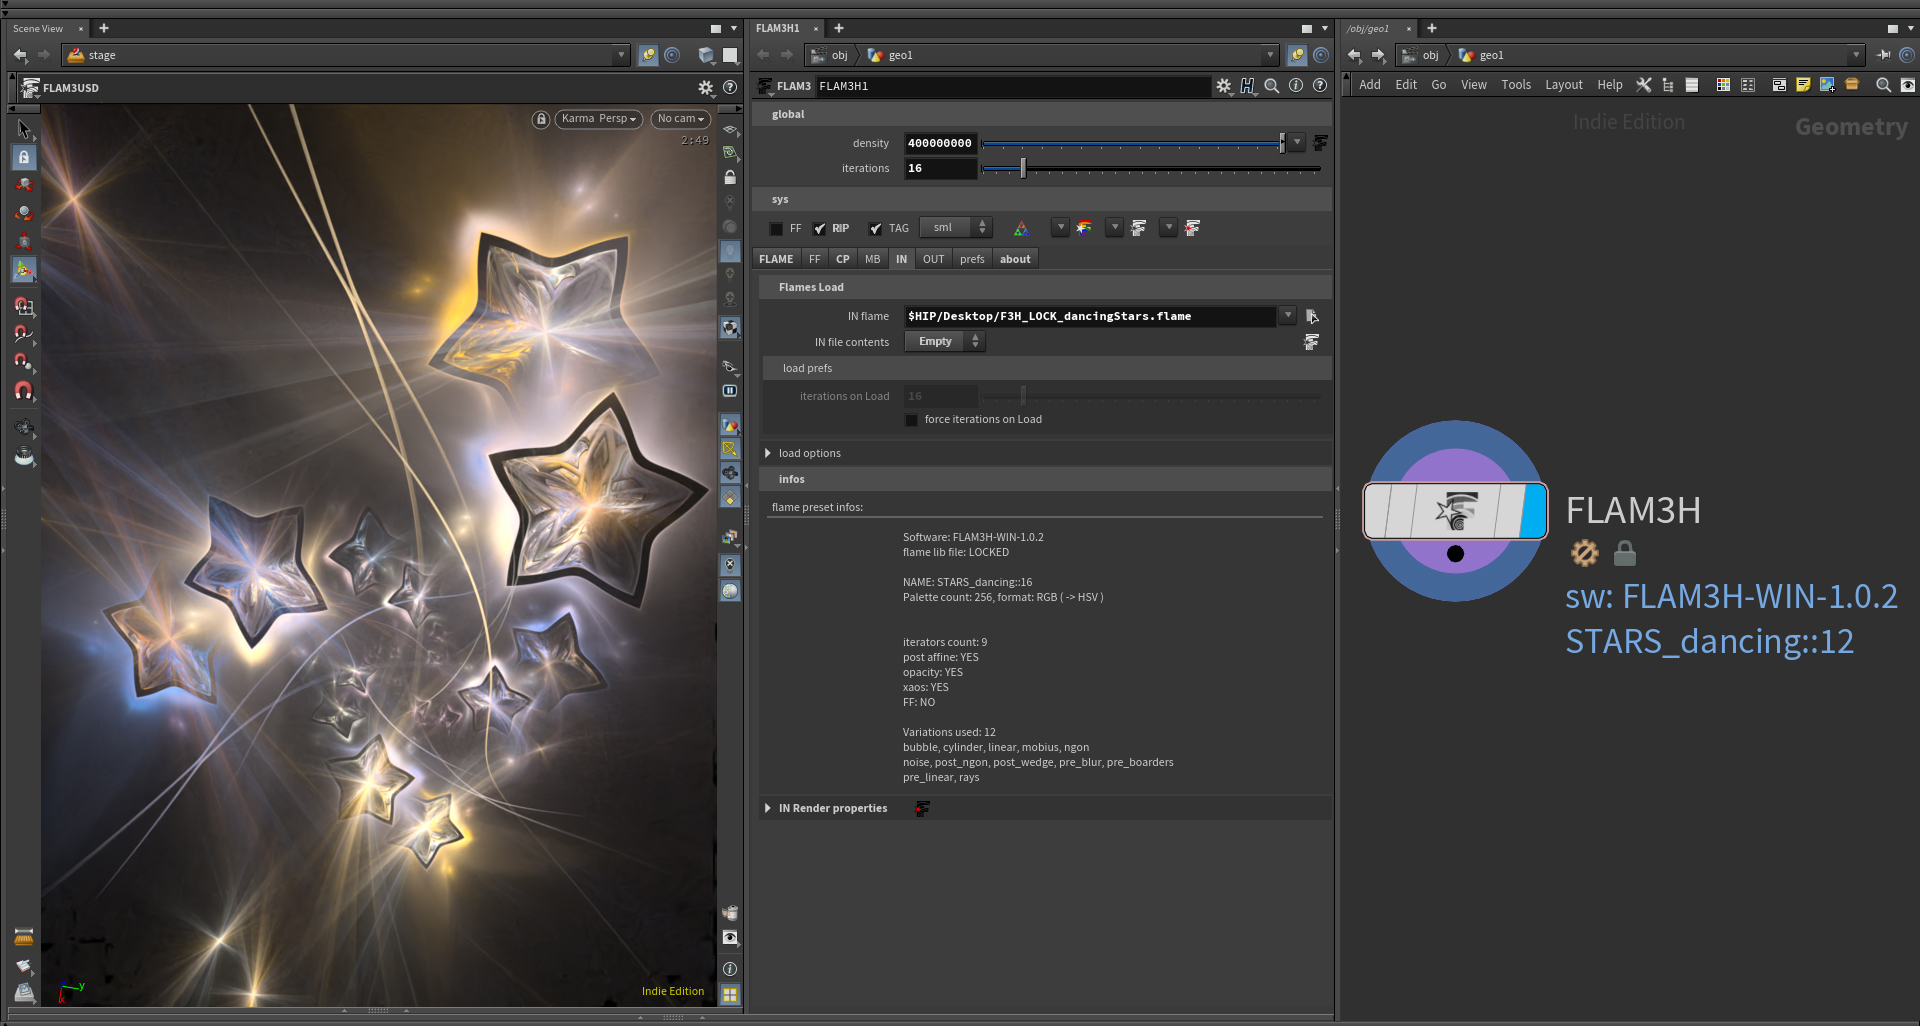 Scene View
FLAM3H1
/obj/geo1
stage
obj
geo1
obj
geo1
FLAM3USD
FLAM3
FLAM3H1
Add Edit Go View Tools Layout Help
Karma Persp
No cam
2:49
Indie Edition
global
density
400000000
iterations
16
sys
FF
RIP
TAG
sml
FLAME FF CP MB IN OUT prefs about
Flames Load
IN flame
$HIP/Desktop/F3H_LOCK_dancingStars.flame
IN file contents
Empty
load prefs
iterations on Load
16
force iterations on Load
load options
infos
flame preset infos:
Software: FLAM3H-WIN-1.0.2
flame lib file: LOCKED
NAME: STARS_dancing::16
Palette count: 256, format: RGB ( -> HSV )
iterators count: 9
post affine: YES
opacity: YES
xaos: YES
FF: NO
Variations used: 12
bubble, cylinder, linear, mobius, ngon
noise, post_ngon, post_wedge, pre_blur, pre_boarders
pre_linear, rays
IN Render properties
y
x
Indie Edition
Geometry
FLAM3H
sw: FLAM3H-WIN-1.0.2
STARS_dancing::12